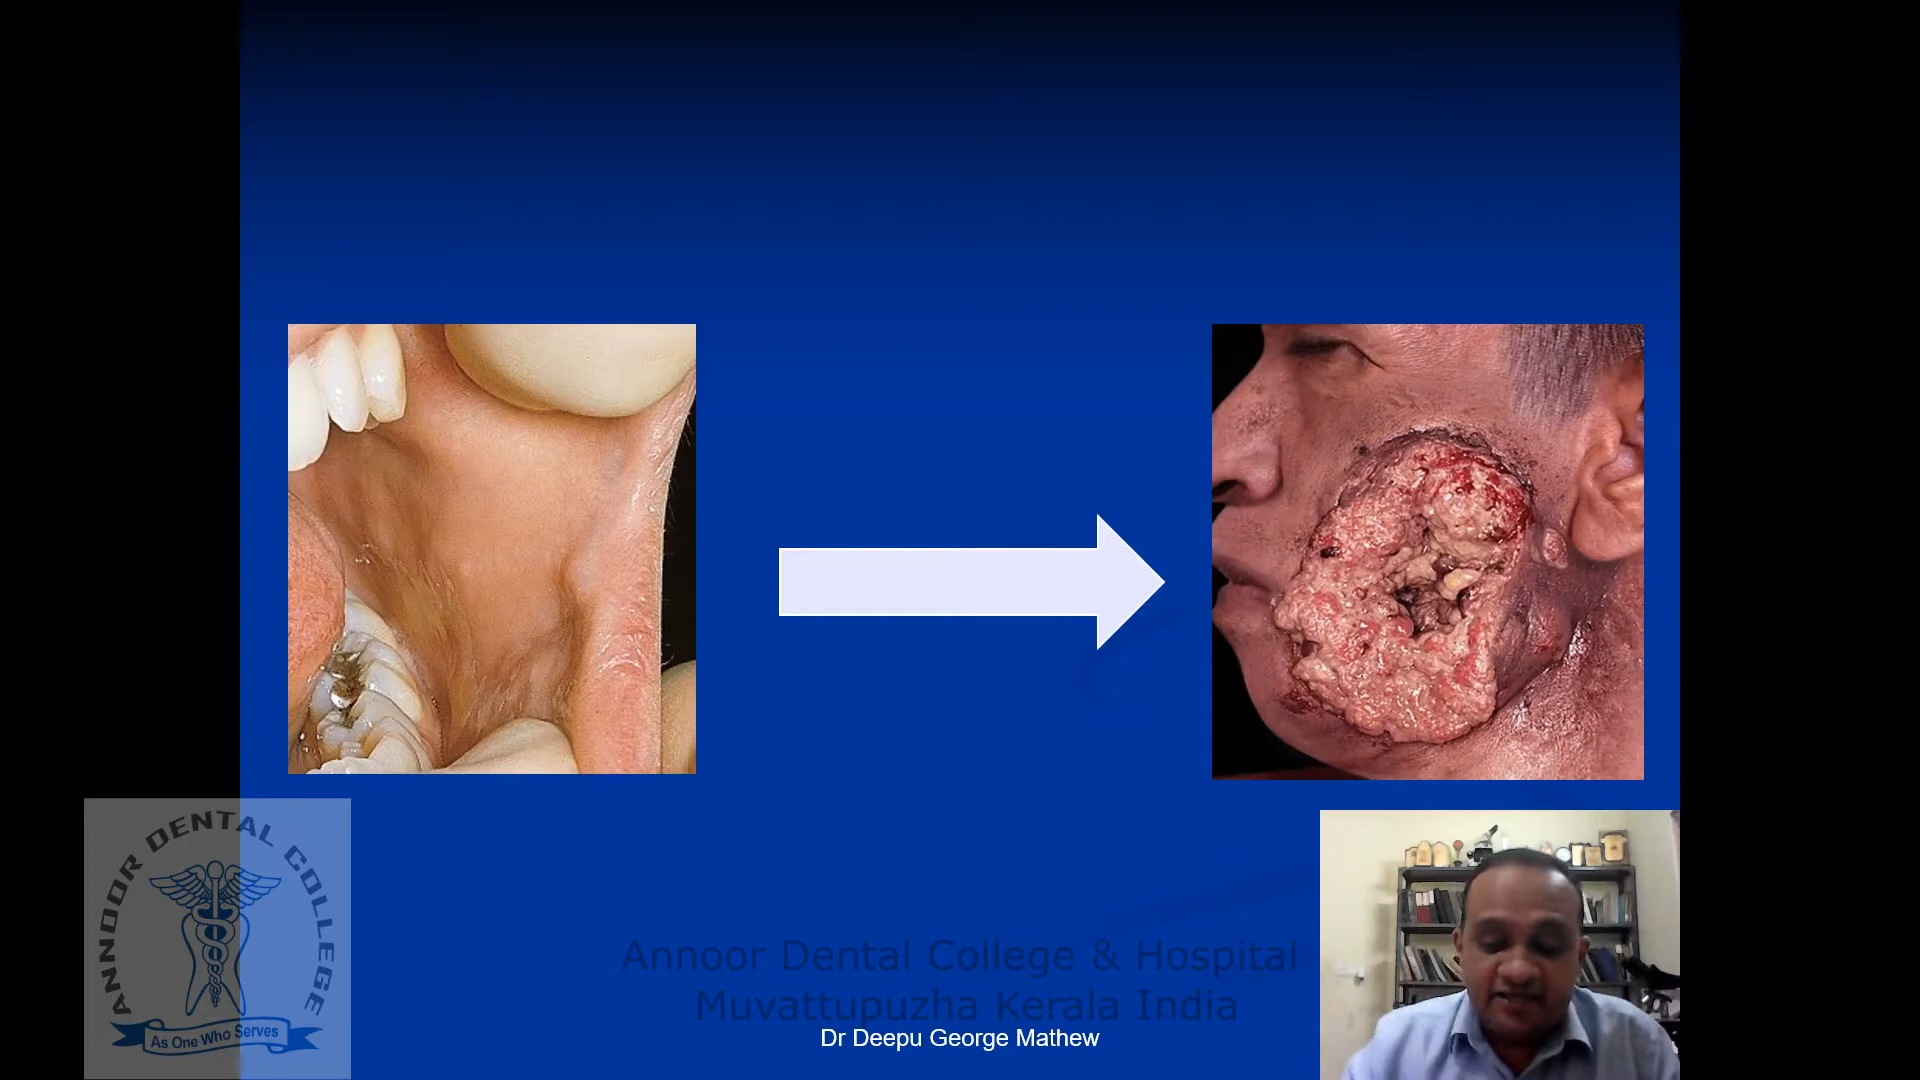 ANNOOR DENTAL COLLEGE
As One Who Serves
Annoor Dental College & Hospital
Muvattupuzha Kerala India
Dr Deepu George Mathew